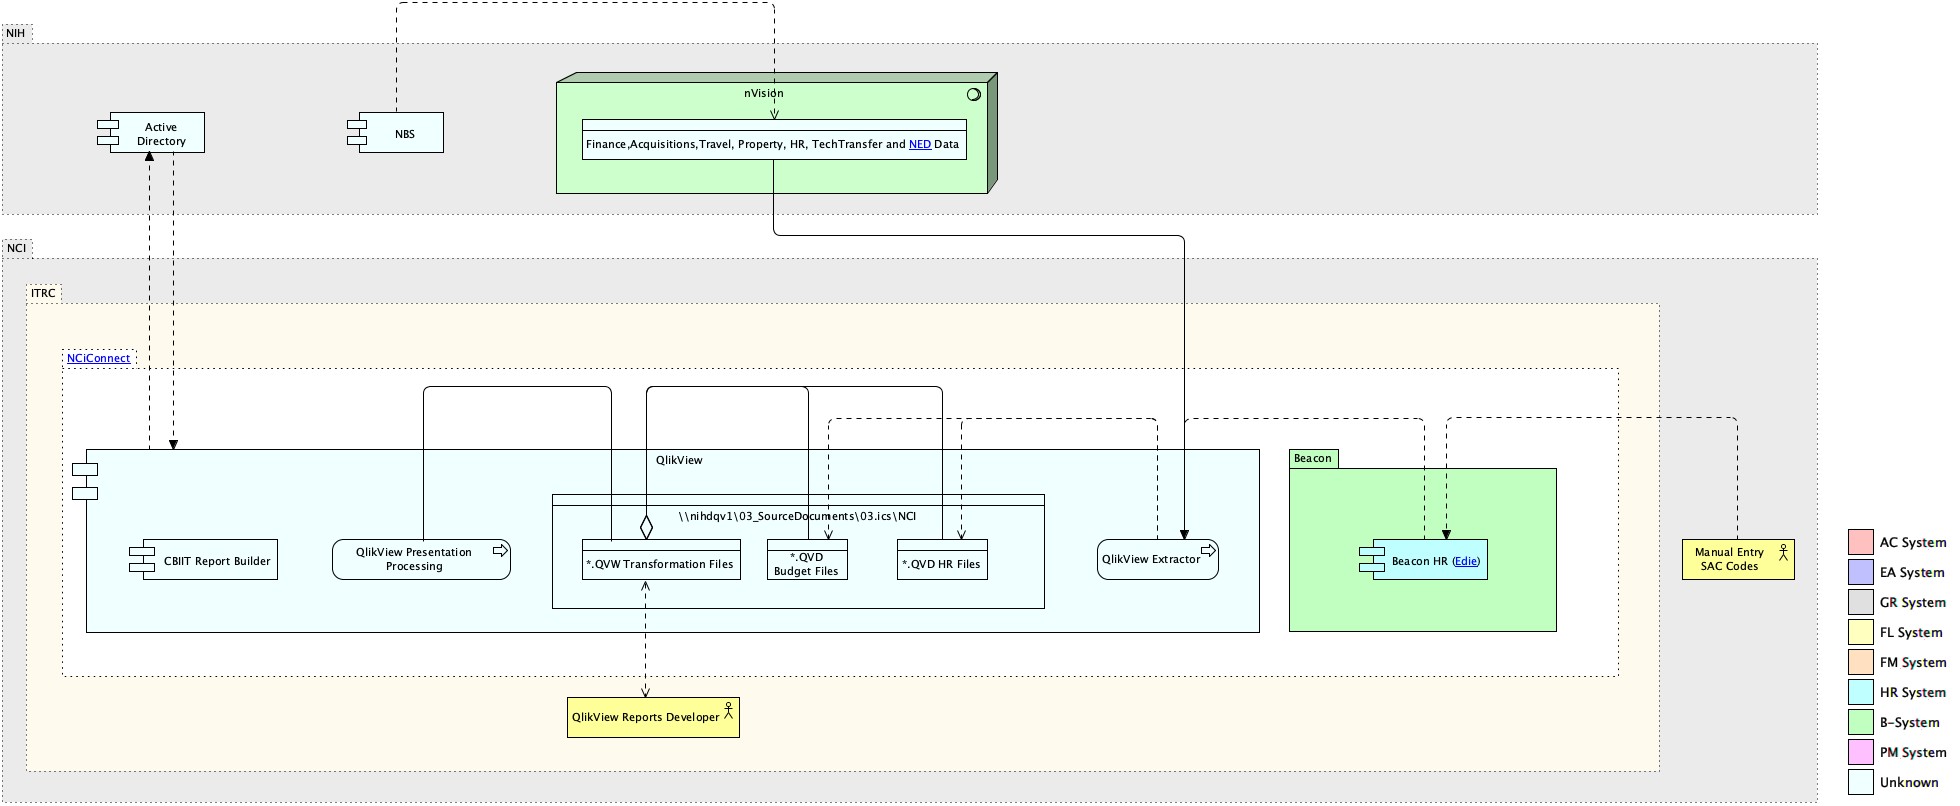 NIH
nVision
Active
Directory
NBS
Finance,Acquisitions,Travel, Property, HR, TechTransfer and NED Data
NCI
ITRC
NCiConnect
QlikView
Beacon
\\nihdqv1\03_SourceDocuments\03.ics\NCI
CBIIT Report Builder
QlikView Presentation
Processing
*.QVW Transformation Files
*.QVD
Budget Files
*.QVD HR Files
QlikView Extractor
Beacon HR (Edie)
Manual Entry
SAC Codes
QlikView Reports Developer
AC System
EA System
GR System
FL System
FM System
HR System
B-System
PM System
Unknown